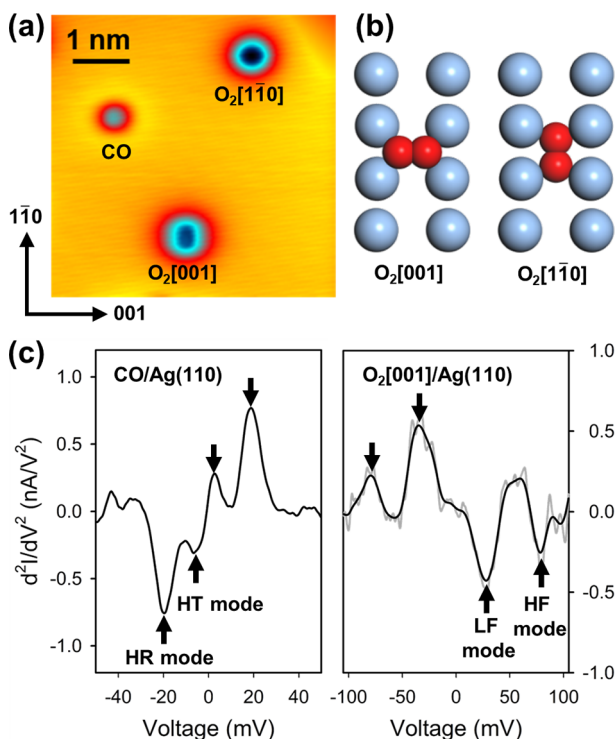 (a)
1 nm
O₂[11̄0]
CO
O₂[001]
11̄0
001
(b)
O₂[001]
O₂[11̄0]
(c)
CO/Ag(110)
O₂[001]/Ag(110)
d²I/dV² (nA/V²)
1.0
0.5
0.0
-0.5
-1.0
HT mode
HR mode
-40 -20 0 20 40
Voltage (mV)
1.0
0.5
0.0
-0.5
-1.0
LF
mode
HF
mode
-100 -50 0 50 100
Voltage (mV)